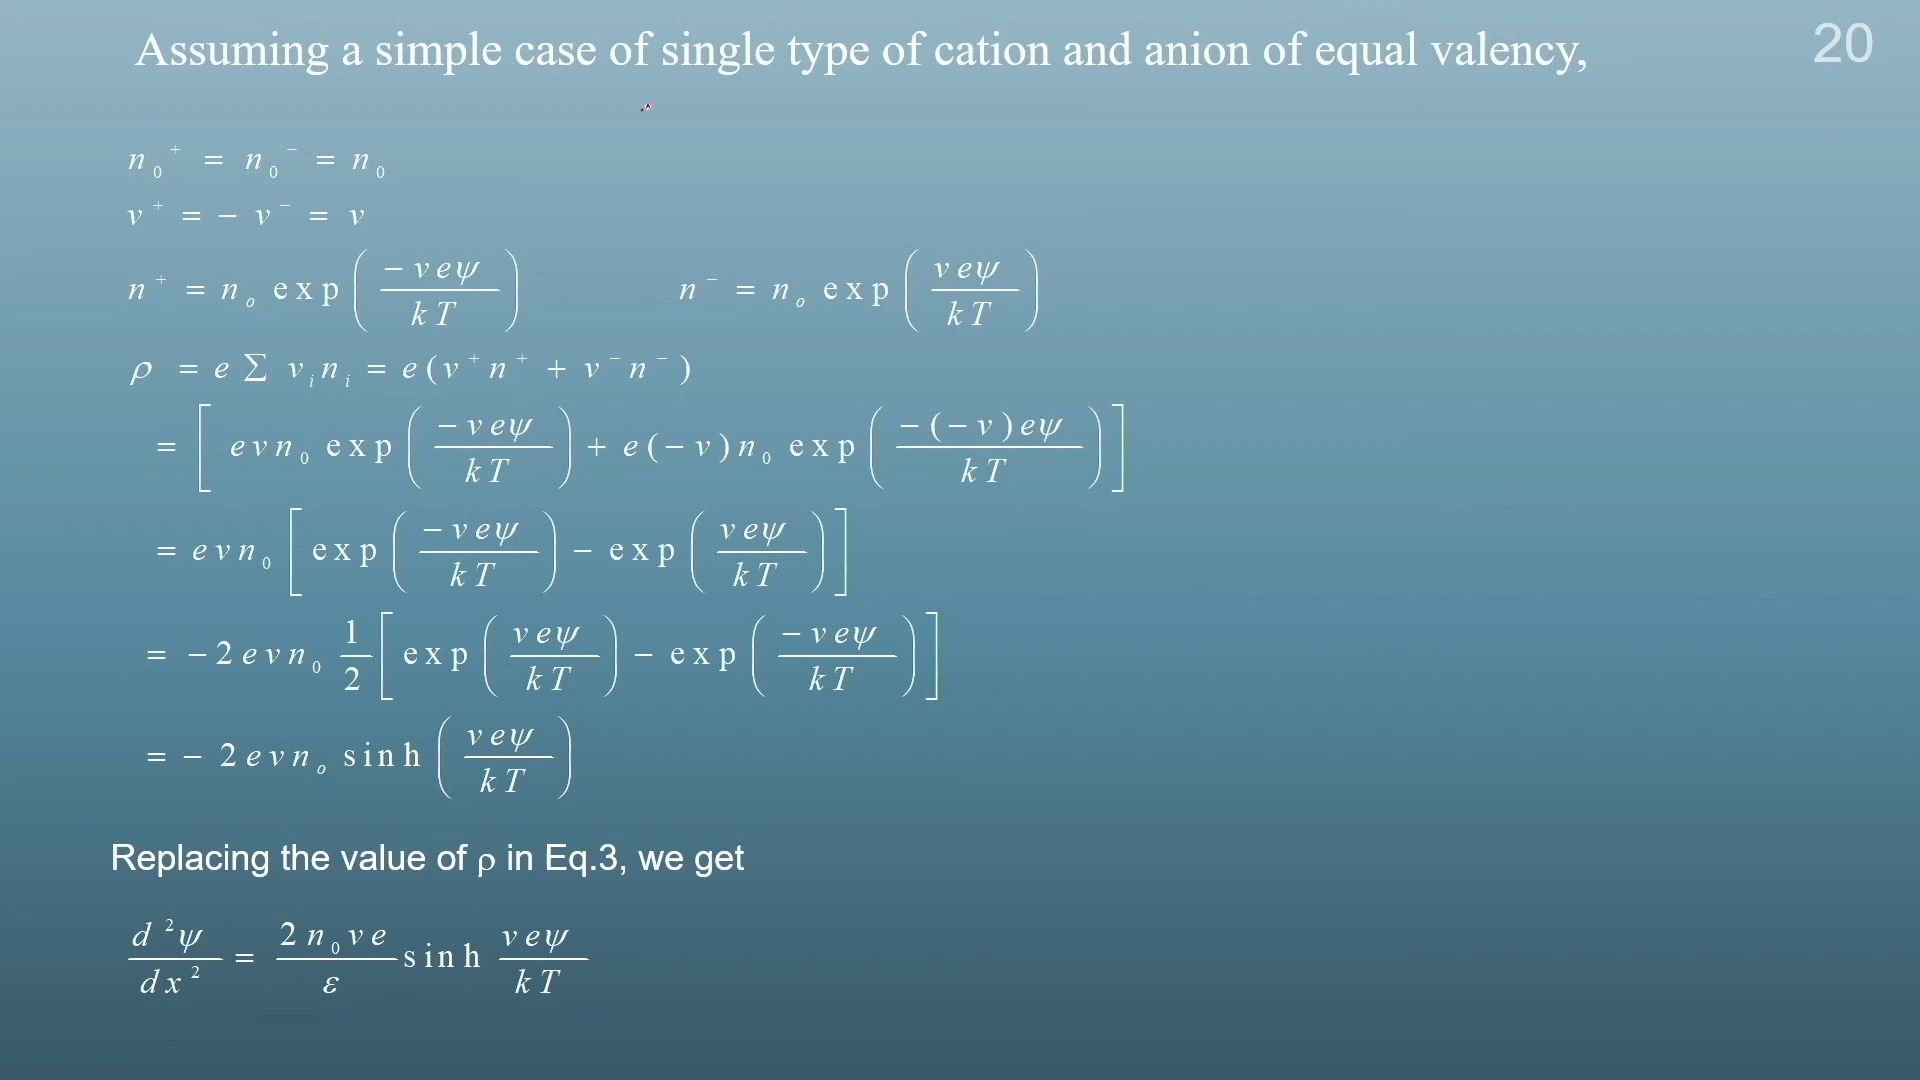 Assuming a simple case of single type of cation and anion of equal valency,
20
n₀⁺ = n₀⁻ = n₀
v⁺ = − v⁻ = v
n⁺ = nₒ exp(−veψ / kT)    n⁻ = nₒ exp(veψ / kT)
ρ = e Σ vᵢnᵢ = e(v⁺n⁺ + v⁻n⁻)
= [evn₀ exp(−veψ / kT) + e(−v)n₀ exp(−(−v)eψ / kT)]
= evn₀ [exp(−veψ / kT) − exp(veψ / kT)]
= −2evn₀ 1/2 [exp(veψ / kT) − exp(−veψ / kT)]
= −2evnₒ sinh(veψ / kT)
Replacing the value of ρ in Eq.3, we get
d²ψ / dx² = 2n₀ve / ε sinh veψ / kT